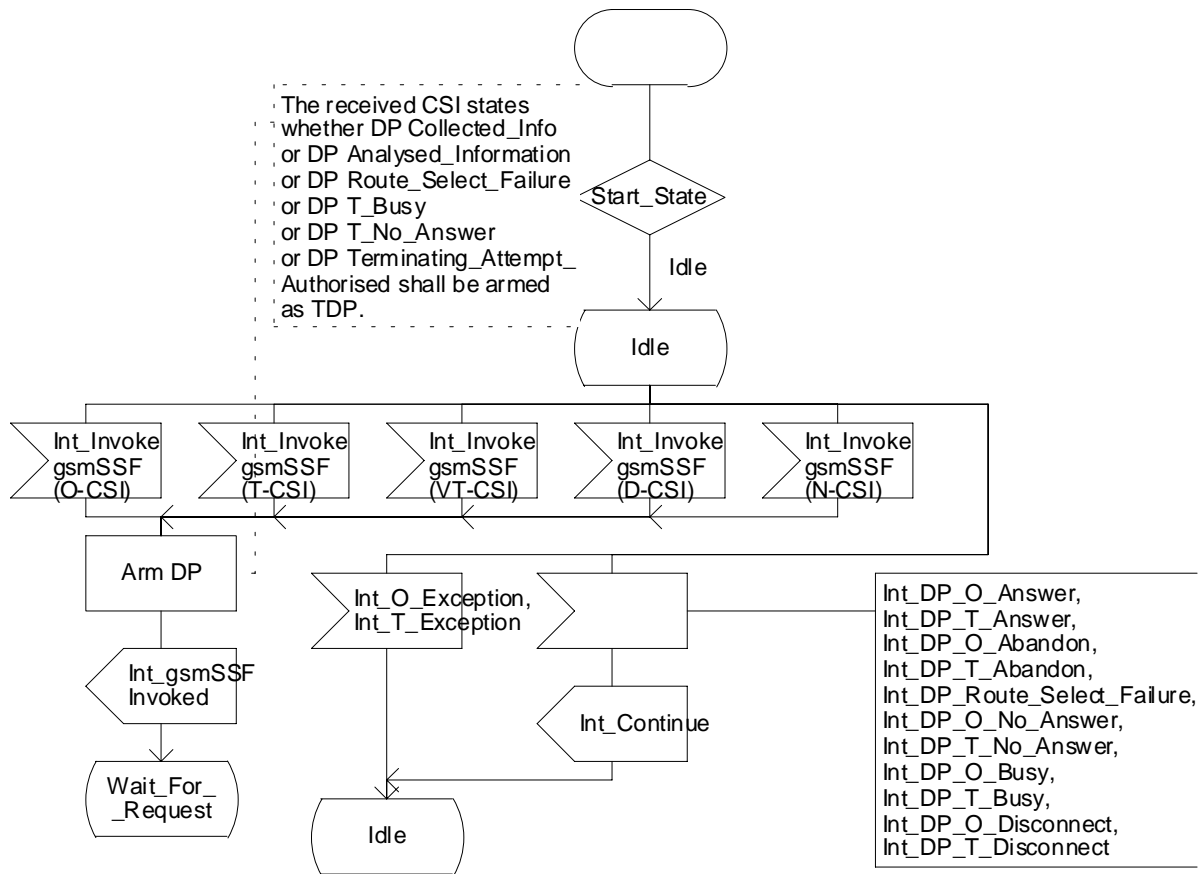 The received CSI states
whether DP Collected_Info
or DP Analysed_Information
or DP Route_Select_Failure
or DP T_Busy
or DP T_No_Answer
or DP Terminating_Attempt_
Authorised shall be armed
as TDP.
Start_State
Idle
Idle
Int_Invoke
gsmSSF
(O-CSI)
Int_Invoke
gsmSSF
(T-CSI)
Int_Invoke
gsmSSF
(VT-CSI)
Int_Invoke
gsmSSF
(D-CSI)
Int_Invoke
gsmSSF
(N-CSI)
Arm DP
Int_gsmSSF
Invoked
Wait_For_
_Request
Int_O_Exception,
Int_T_Exception
Int_Continue
Idle
Int_DP_O_Answer,
Int_DP_T_Answer,
Int_DP_O_Abandon,
Int_DP_T_Abandon,
Int_DP_Route_Select_Failure,
Int_DP_O_No_Answer,
Int_DP_T_No_Answer,
Int_DP_O_Busy,
Int_DP_T_Busy,
Int_DP_O_Disconnect,
Int_DP_T_Disconnect